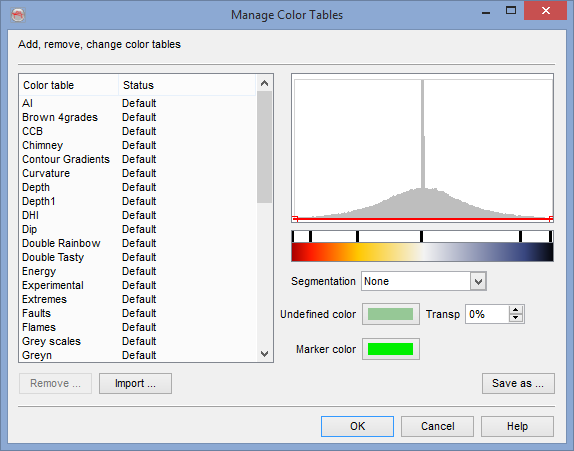 Manage Color Tables
Add, remove, change color tables
Color table Status
AI Default
Brown 4grades Default
CCB Default
Chimney Default
Contour Gradients Default
Curvature Default
Depth Default
Depth1 Default
DHI Default
Dip Default
Double Rainbow Default
Double Tasty Default
Energy Default
Experimental Default
Extremes Default
Faults Default
Flames Default
Grey scales Default
Greyn Default
Segmentation None
Undefined color Transp 0%
Marker color
Remove ... Import ... Save as ...
OK Cancel Help